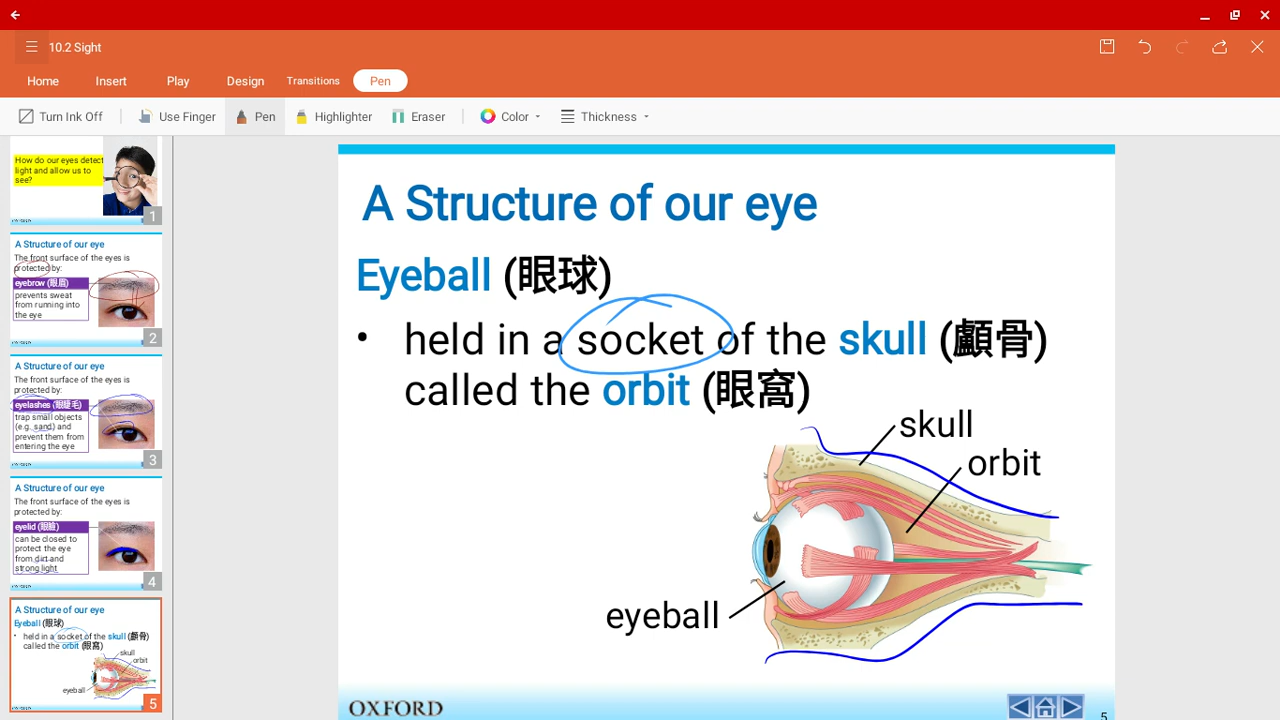 10.2 Sight
Home Insert Play Design Transitions Pen
Turn Ink Off Use Finger Pen Highlighter Eraser Color Thickness
How do our eyes detect
light and allow us to
see?
1
A Structure of our eye
The front surface of the eyes is
protected by:
eyebrow (眼眉)
prevents sweat
from running into
the eye
2
A Structure of our eye
The front surface of the eyes is
protected by:
eyelashes (眼睫毛)
trap small objects
(e.g. sand) and
prevent them from
entering the eye
3
A Structure of our eye
The front surface of the eyes is
protected by:
eyelid (眼瞼)
can be closed to
protect the eye
from dirt and
strong light
4
A Structure of our eye
Eyeball (眼球)
• held in a socket of the skull (顱骨)
called the orbit (眼窩)
skull
orbit
eyeball
5
A Structure of our eye
Eyeball (眼球)
• held in a socket of the skull (顱骨)
called the orbit (眼窩)
skull
orbit
eyeball
OXFORD
5